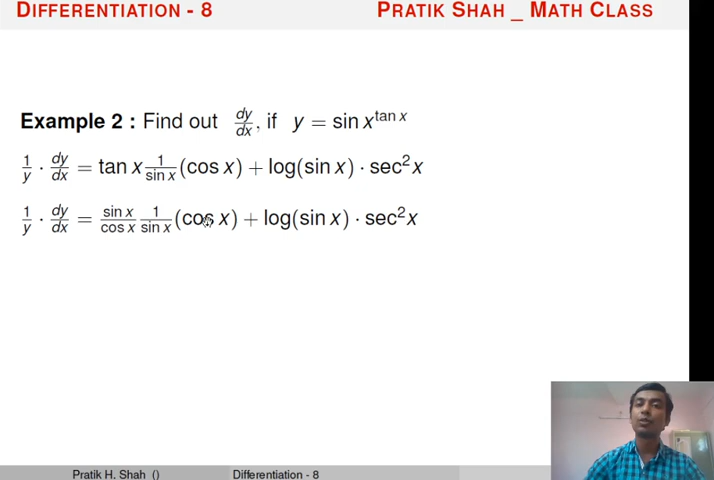 DIFFERENTIATION - 8 PRATIK SHAH _ MATH CLASS
Example 2 : Find out dy/dx, if y = sin x^tan x
1/y · dy/dx = tan x 1/sin x (cos x) + log(sin x) · sec²x
1/y · dy/dx = sin x/cos x 1/sin x (cos x) + log(sin x) · sec²x
Pratik H. Shah () Differentiation - 8